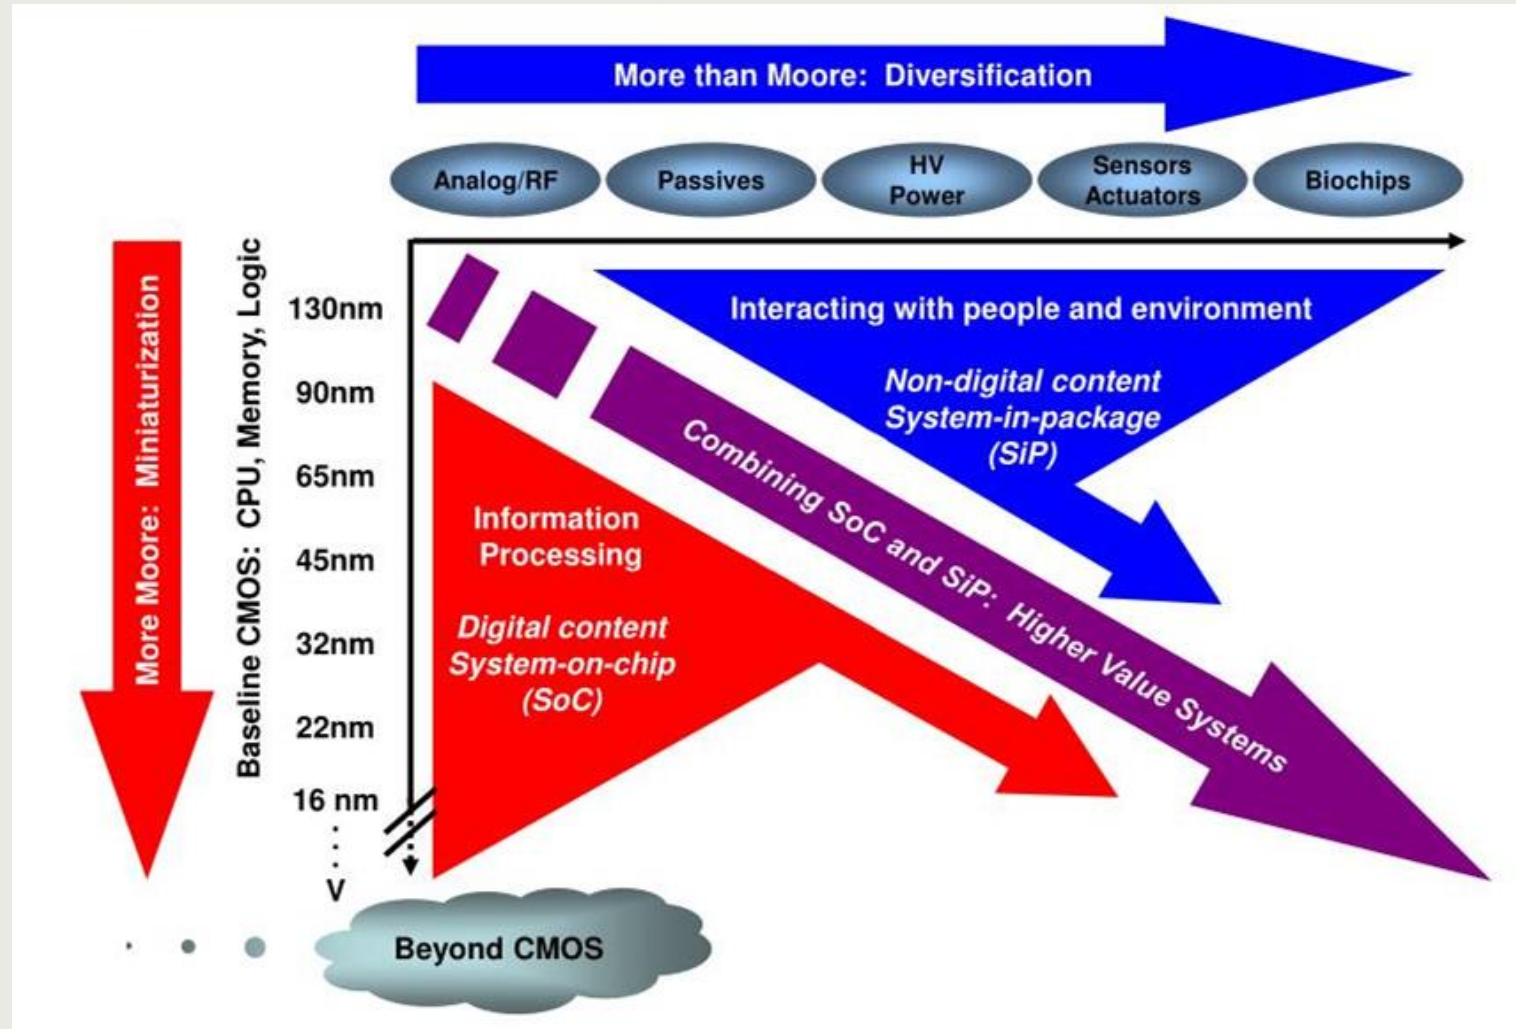 More than Moore: Diversification
Analog/RF
Passives
HV
Power
Sensors
Actuators
Biochips
More Moore: Miniaturization
Baseline CMOS: CPU, Memory, Logic
130nm
90nm
65nm
45nm
32nm
22nm
16 nm
V
Interacting with people and environment
Non-digital content
System-in-package
(SiP)
Combining SoC and SiP: Higher Value Systems
Information
Processing
Digital content
System-on-chip
(SoC)
Beyond CMOS